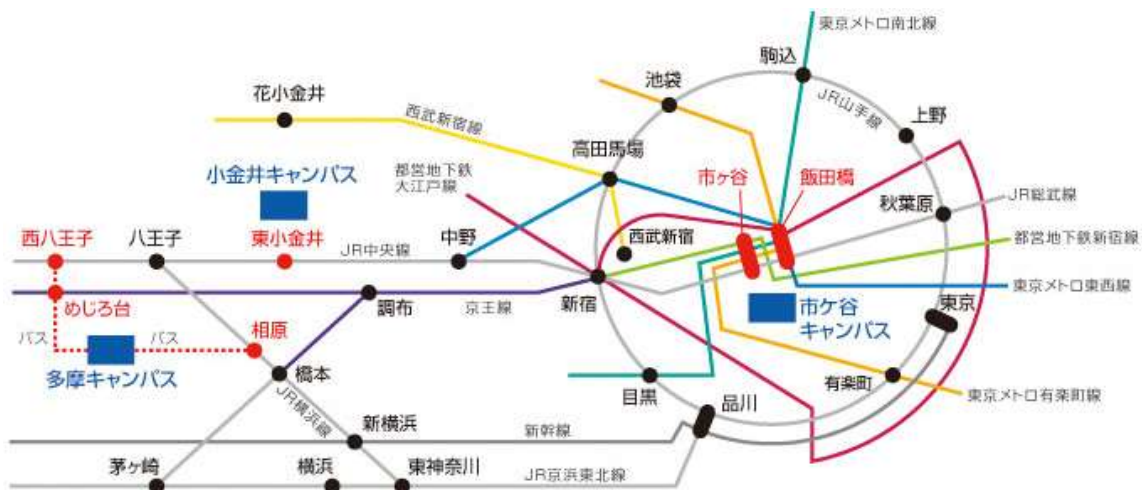 東京メトロ南北線
駒込
池袋
JR山手線
花小金井
西武新宿線
上野
高田馬場
都営地下鉄
大江戸線
市ヶ谷
飯田橋
小金井キャンパス
JR総武線
秋葉原
西八王子
八王子
東小金井
JR中央線
中野
西武新宿
都営地下鉄新宿線
新宿
東京メトロ東西線
めじろ台
調布
京王線
市ケ谷
キャンパス
東京
バス
バス
相原
多摩キャンパス
橋本
目黒
有楽町
品川
東京メトロ有楽町線
JR横浜線
新横浜
新幹線
茅ヶ崎
横浜
東神奈川
JR京浜東北線